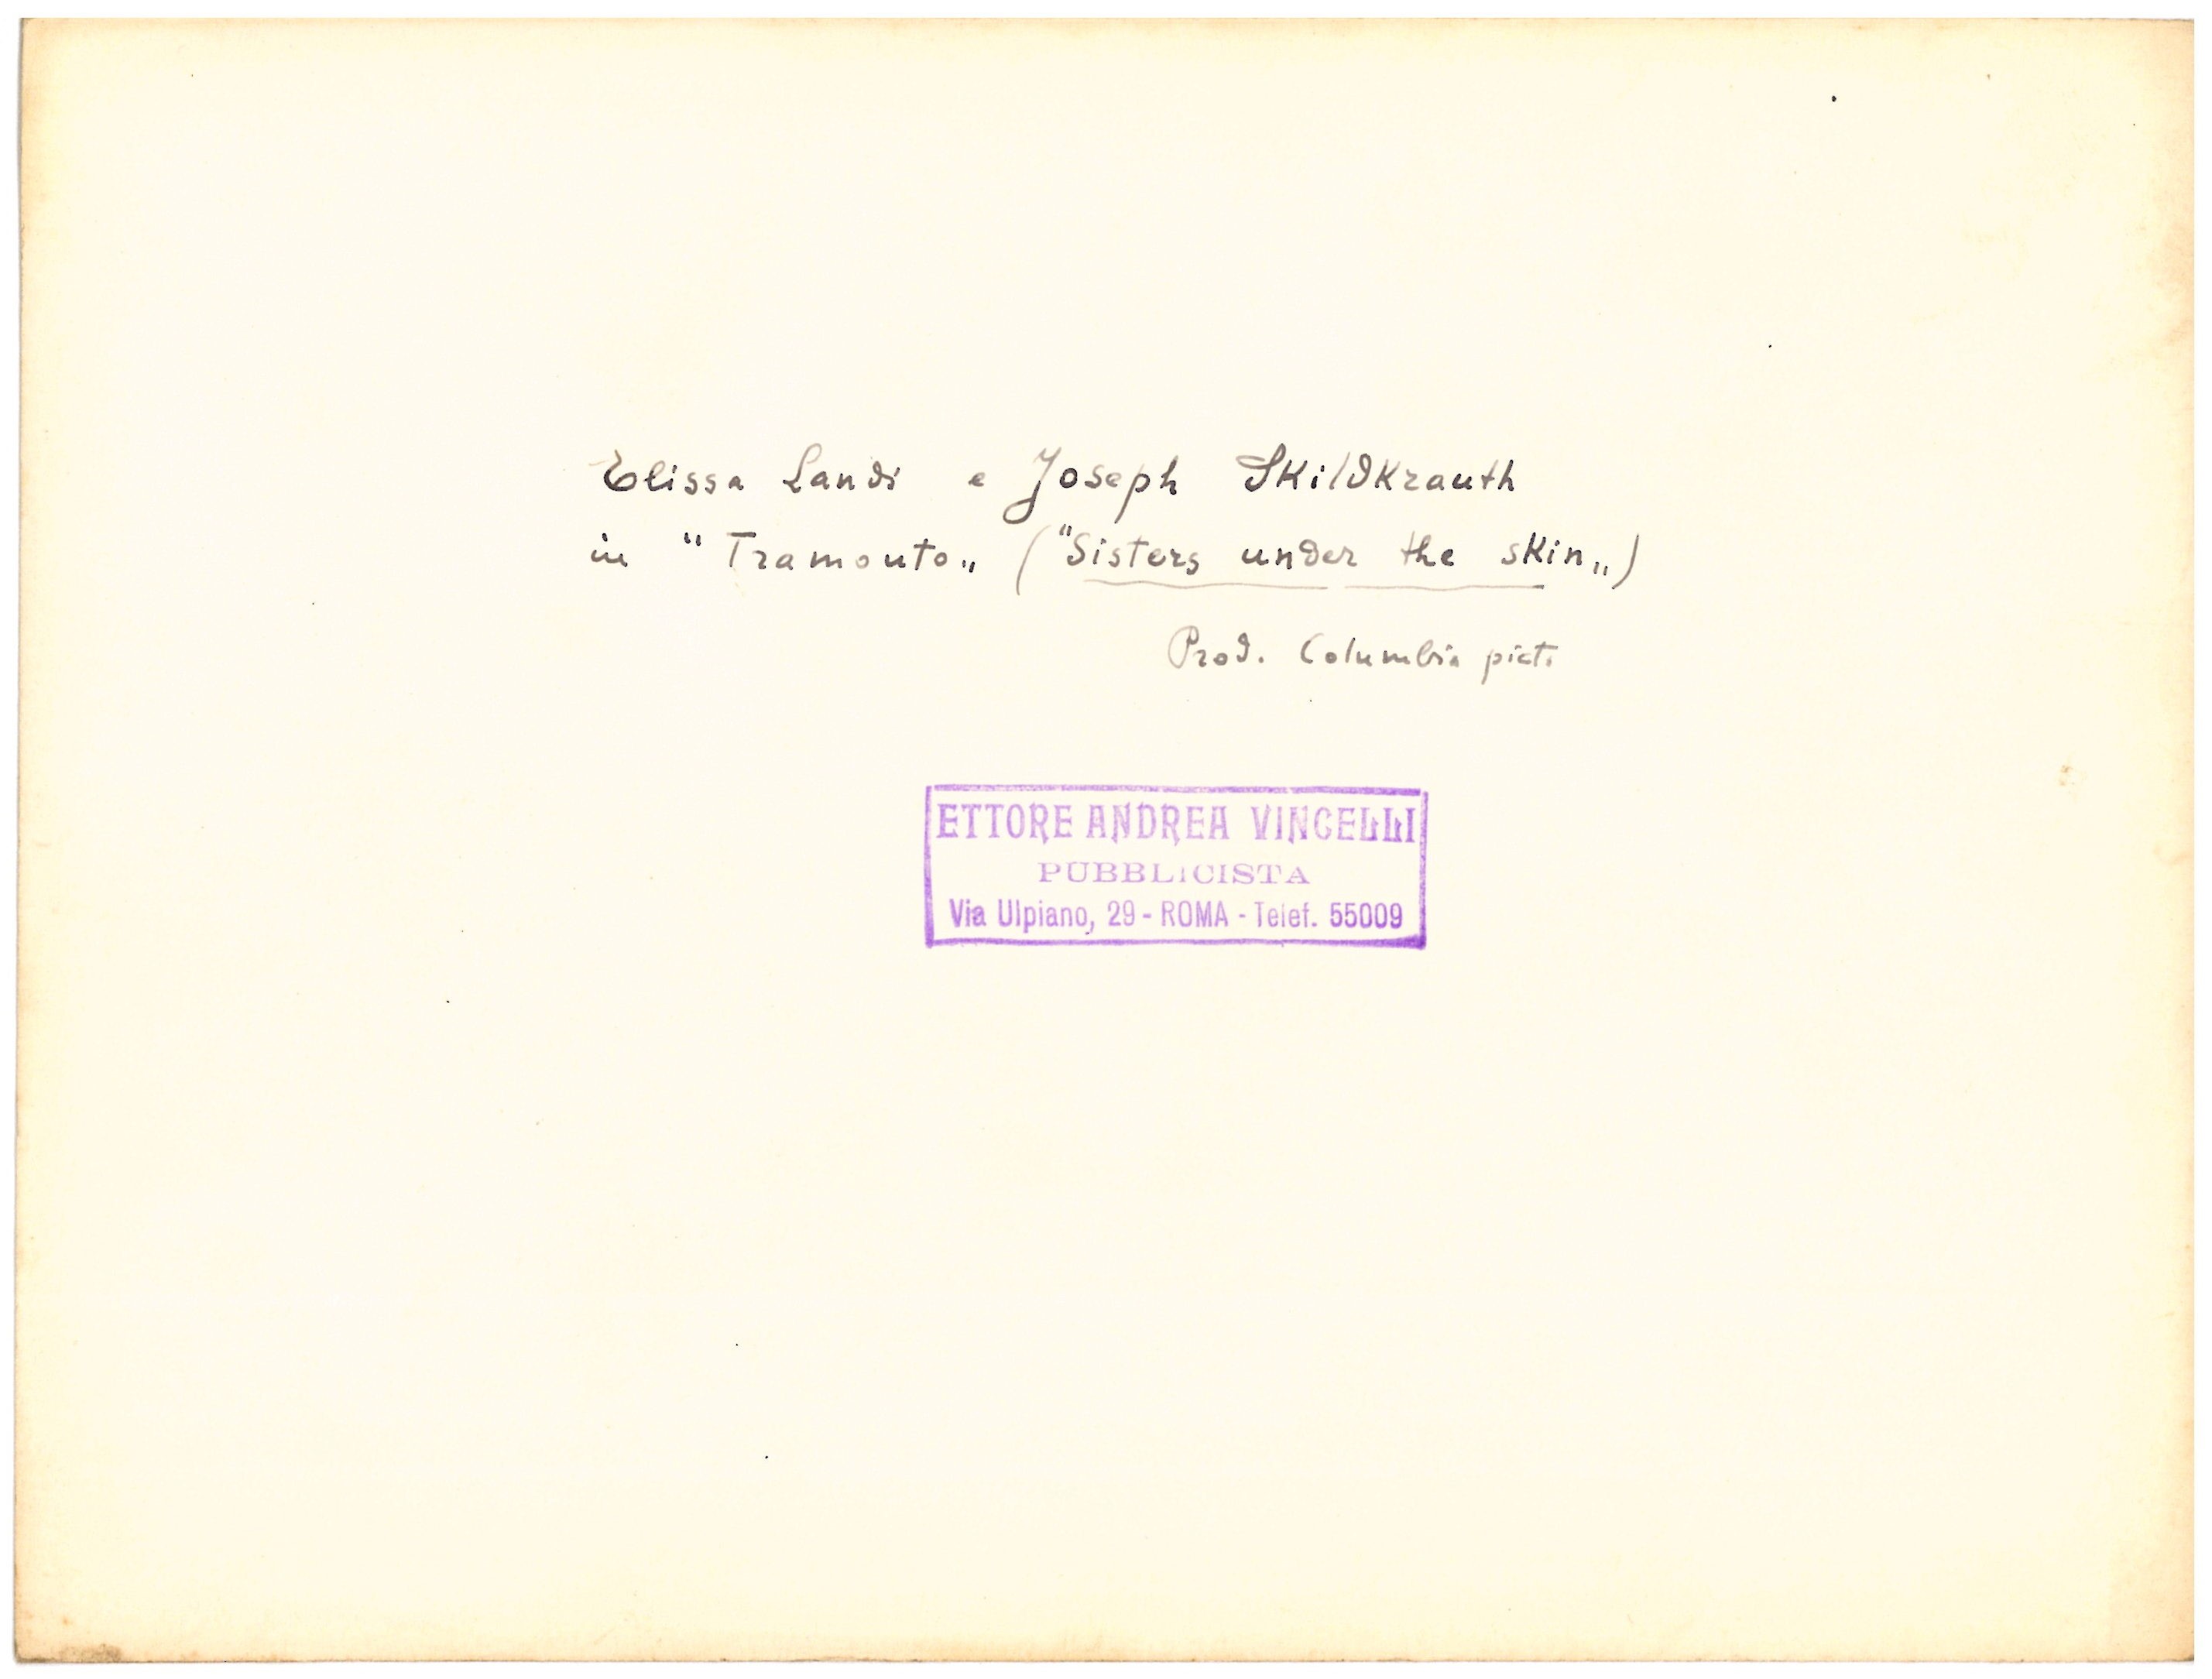 Elissa Landi e Joseph Skildkrauth
in "Tramonto„ ("Sisters under the skin„)
Prod. Columbia pict.
ETTORE ANDREA VINCELLI
PUBBLICISTA
Via Ulpiano, 29 - ROMA - Telef. 55009